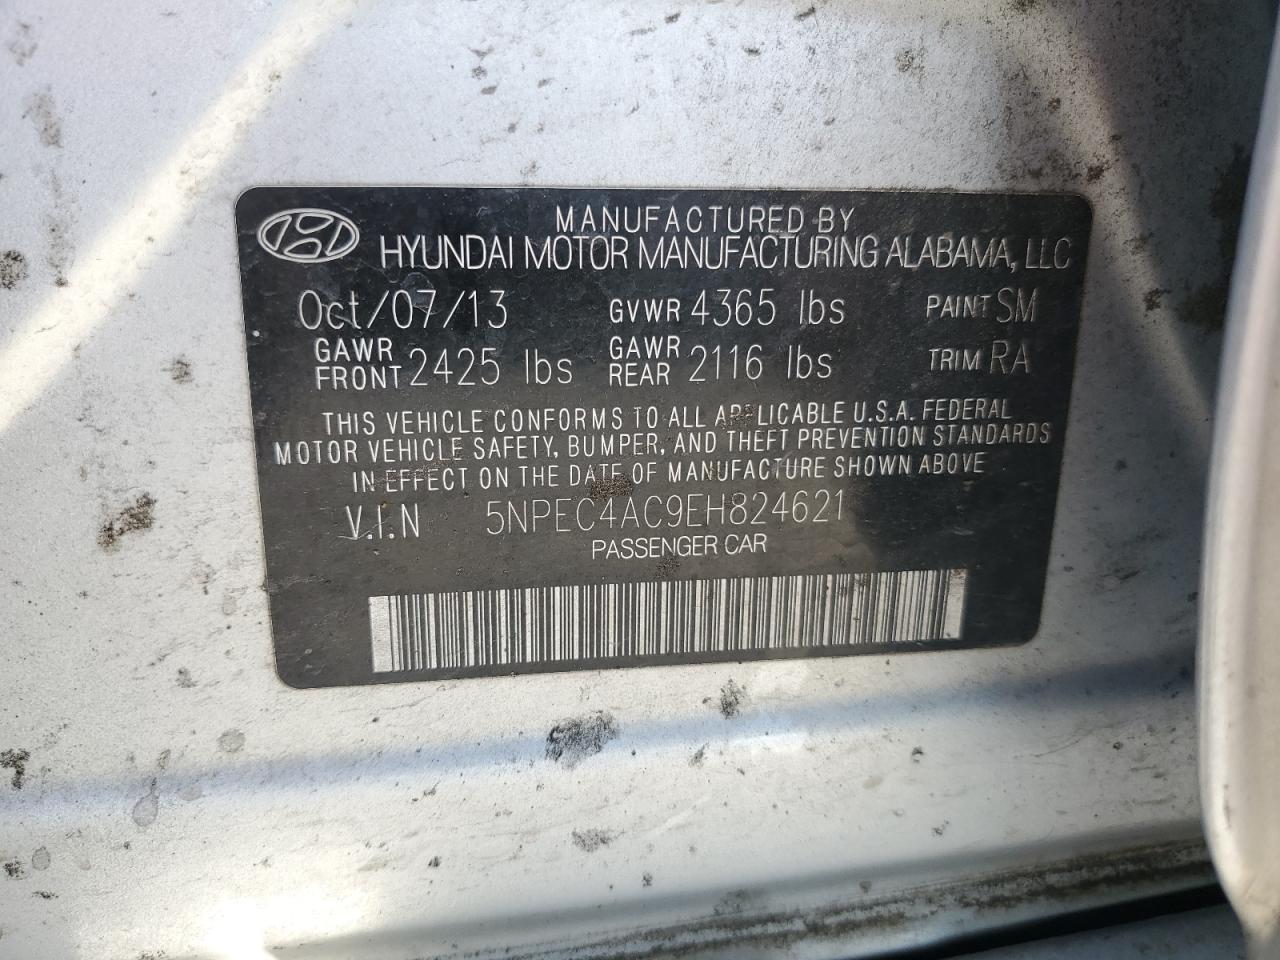 MANUFACTURED BY
HYUNDAI MOTOR MANUFACTURING ALABAMA, LLC
Oct/07/13 GVWR 4365 lbs PAINT SM
GAWR FRONT 2425 lbs GAWR REAR 2116 lbs TRIM RA
THIS VEHICLE CONFORMS TO ALL APPLICABLE U.S.A. FEDERAL
MOTOR VEHICLE SAFETY, BUMPER, AND THEFT PREVENTION STANDARDS
IN EFFECT ON THE DATE OF MANUFACTURE SHOWN ABOVE
V.I.N 5NPEC4AC9EH824621
PASSENGER CAR